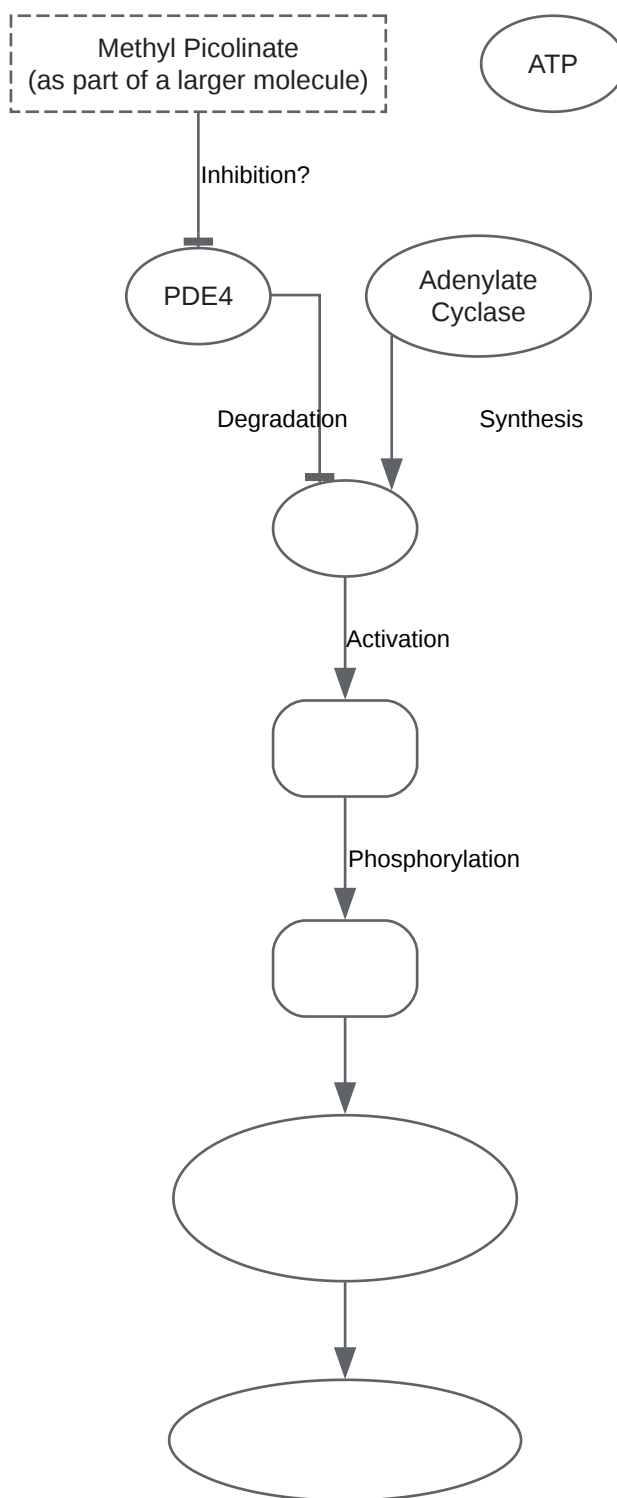 Methyl Picolinate
(as part of a larger molecule)
ATP
Inhibition?
PDE4
Adenylate
Cyclase
Degradation
Synthesis
Activation
Phosphorylation